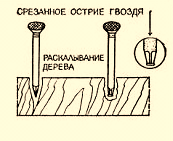 СРЕЗАННОЕ ОСТРИЕ ГВОЗДЯ
РАСКАЛЫВАНИЕ
ДЕРЕВА